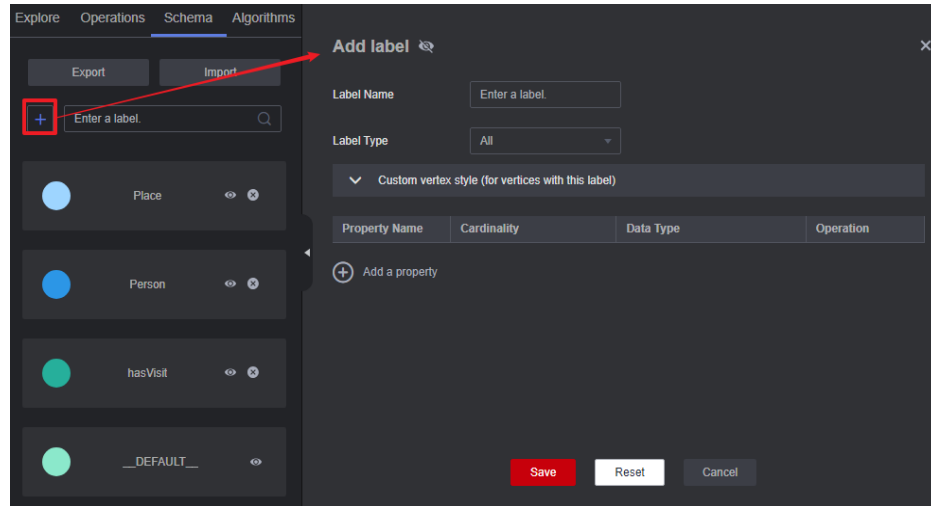 Explore Operations Schema Algorithms
Export Import
Enter a label.
Place
Person
hasVisit
__DEFAULT__
Add label
Label Name Enter a label.
Label Type All
Custom vertex style (for vertices with this label)
Property Name Cardinality Data Type Operation
Add a property
Save Reset Cancel